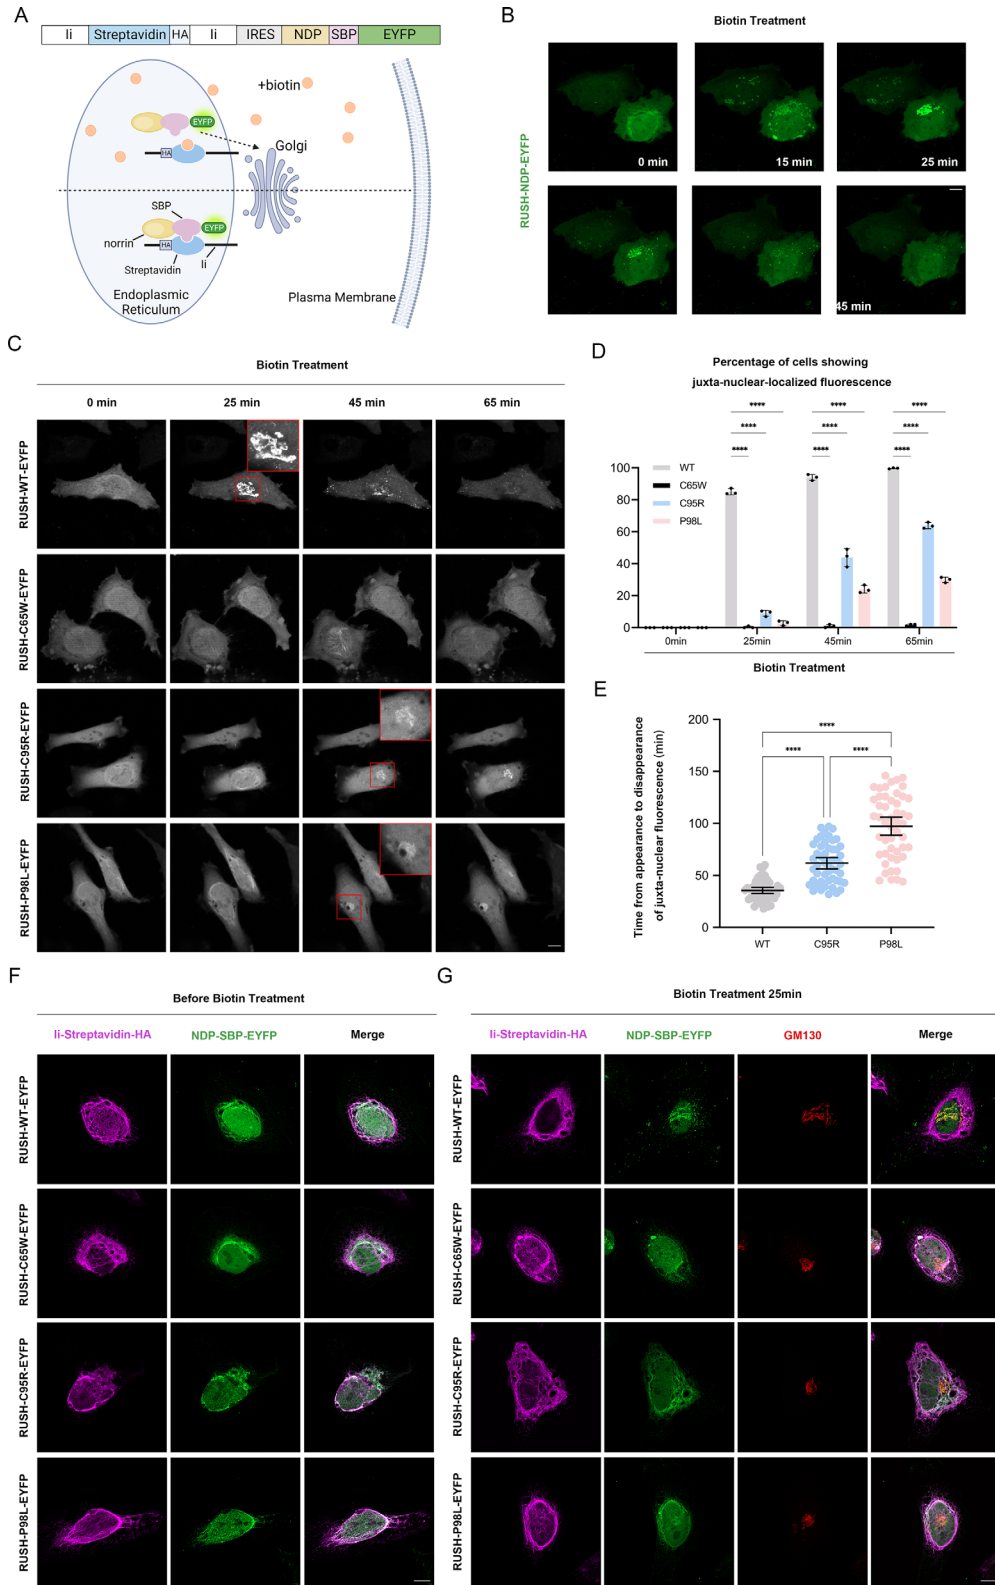 A
Ii Streptavidin HA Ii IRES NDP SBP EYFP
+biotin
EYFP
HA
Golgi
SBP
EYFP
norrin
HA
Ii
Streptavidin
Endoplasmic
Reticulum
Plasma Membrane
B
Biotin Treatment
RUSH-NDP-EYFP
0 min 15 min 25 min
45 min
C
Biotin Treatment
0 min 25 min 45 min 65 min
RUSH-WT-EYFP
RUSH-C65W-EYFP
RUSH-C95R-EYFP
RUSH-P98L-EYFP
D
Percentage of cells showing
juxta-nuclear-localized fluorescence
**** **** ****
**** **** ****
**** **** ****
WT
C65W
C95R
P98L
100
80
60
40
20
0
0min 25min 45min 65min
Biotin Treatment
E
Time from appearance to disappearance
of juxta-nuclear fluorescence (min)
200
150
100
50
0
****
**** ****
WT C95R P98L
F
Before Biotin Treatment
Ii-Streptavidin-HA NDP-SBP-EYFP Merge
RUSH-WT-EYFP
RUSH-C65W-EYFP
RUSH-C95R-EYFP
RUSH-P98L-EYFP
G
Biotin Treatment 25min
Ii-Streptavidin-HA NDP-SBP-EYFP GM130 Merge
RUSH-WT-EYFP
RUSH-C65W-EYFP
RUSH-C95R-EYFP
RUSH-P98L-EYFP